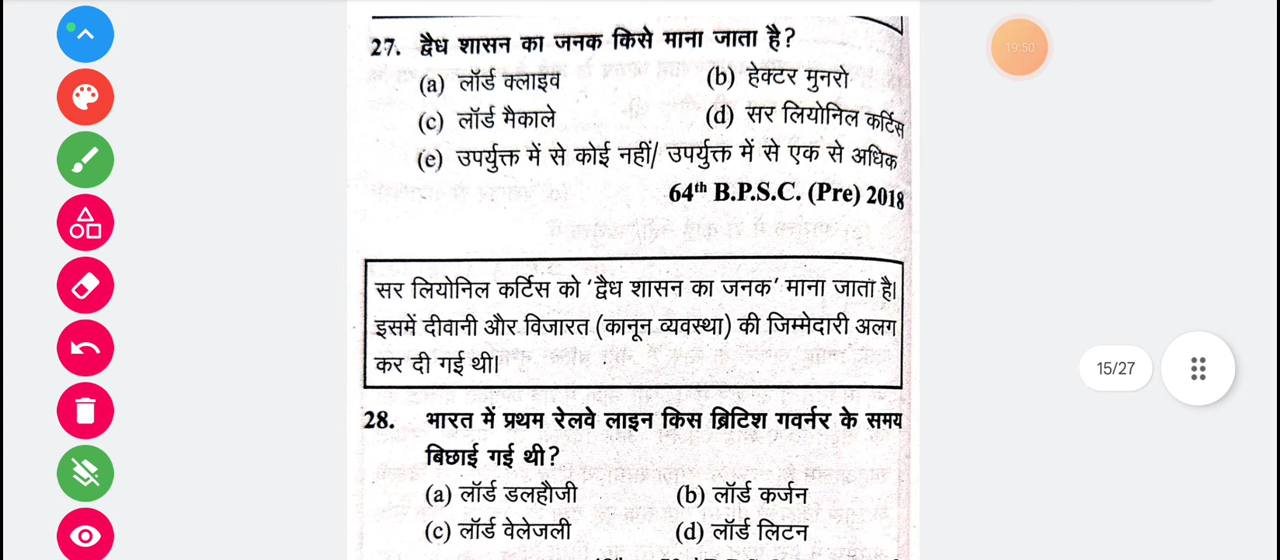 19:50
27. द्वैध शासन का जनक किसे माना जाता है?
(a) लॉर्ड क्लाइव (b) हेक्टर मुनरो
(c) लॉर्ड मैकाले (d) सर लियोनिल कर्टिस
(e) उपर्युक्त में से कोई नहीं/ उपर्युक्त में से एक से अधिक
64th B.P.S.C. (Pre) 2018
सर लियोनिल कर्टिस को 'द्वैध शासन का जनक' माना जाता है।
इसमें दीवानी और विजारत (कानून व्यवस्था) की जिम्मेदारी अलग
कर दी गई थी।
15/27
28. भारत में प्रथम रेलवे लाइन किस ब्रिटिश गवर्नर के समय
बिछाई गई थी?
(a) लॉर्ड डलहौजी (b) लॉर्ड कर्जन
(c) लॉर्ड वेलेजली (d) लॉर्ड लिटन